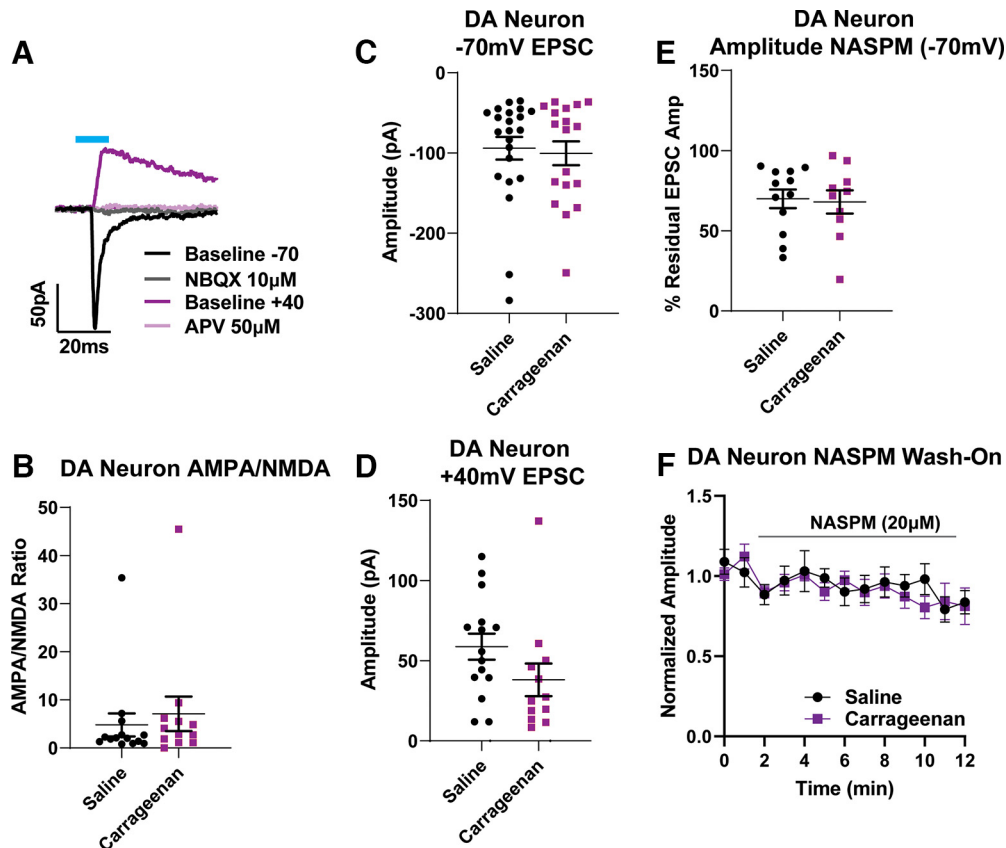 A
Baseline -70
NBQX 10µM
Baseline +40
APV 50µM
50pA
20ms
B
DA Neuron AMPA/NMDA
AMPA/NMDA Ratio
50
40
30
20
10
0
Saline
Carrageenan
C
DA Neuron
-70mV EPSC
Amplitude (pA)
0
-100
-200
-300
Saline
Carrageenan
D
DA Neuron
+40mV EPSC
Amplitude (pA)
150
100
50
0
Saline
Carrageenan
E
DA Neuron
Amplitude NASPM (-70mV)
% Residual EPSC Amp
150
100
50
0
Saline
Carrageenan
F
DA Neuron NASPM Wash-On
NASPM (20µM)
Normalized Amplitude
1.5
1.0
0.5
0.0
Saline
Carrageenan
0 2 4 6 8 10 12
Time (min)